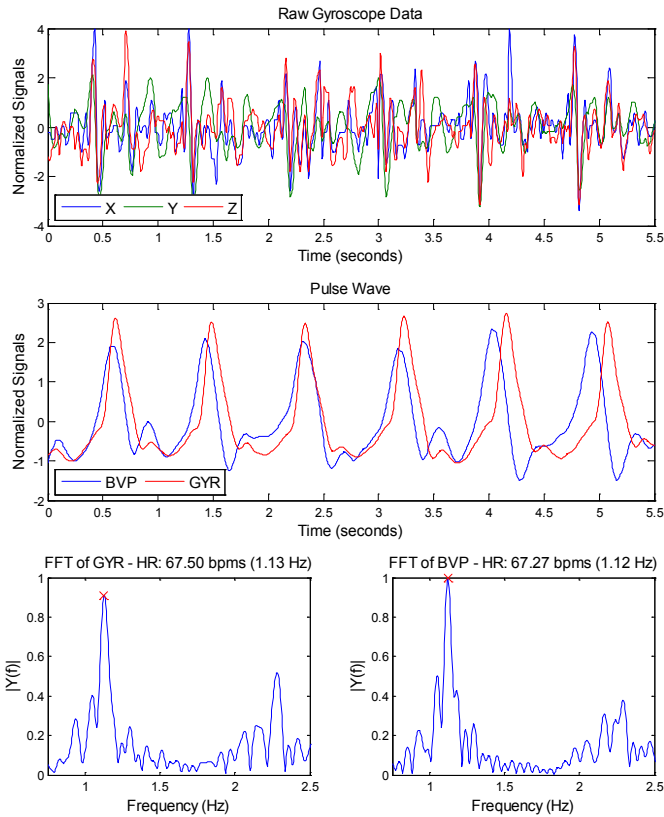 Raw Gyroscope Data
Normalized Signals
4
2
0
-2
-4
X Y Z
0 0.5 1 1.5 2 2.5 3 3.5 4 4.5 5 5.5
Time (seconds)
Pulse Wave
Normalized Signals
3
2
1
0
-1
-2
BVP GYR
0 0.5 1 1.5 2 2.5 3 3.5 4 4.5 5 5.5
Time (seconds)
FFT of GYR - HR: 67.50 bpms (1.13 Hz)
|Y(f)|
1
0.8
0.6
0.4
0.2
0
1 1.5 2 2.5
Frequency (Hz)
FFT of BVP - HR: 67.27 bpms (1.12 Hz)
|Y(f)|
1
0.8
0.6
0.4
0.2
0
1 1.5 2 2.5
Frequency (Hz)